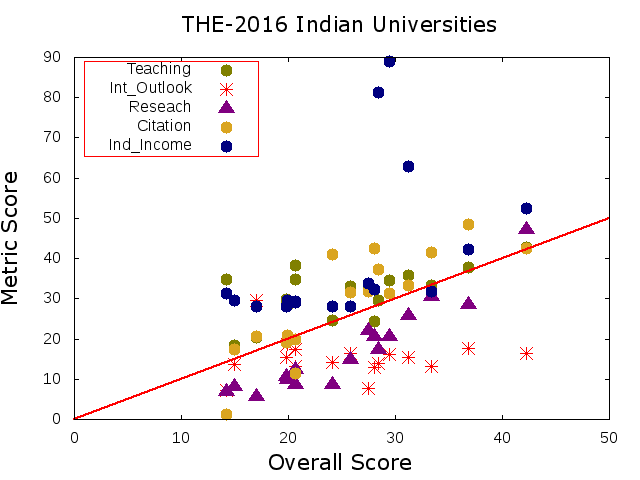 THE-2016 Indian Universities
90
80
70
60
50
40
30
20
10
0
Metric Score
Teaching
Int_Outlook
Reseach
Citation
Ind_Income
0 10 20 30 40 50
Overall Score